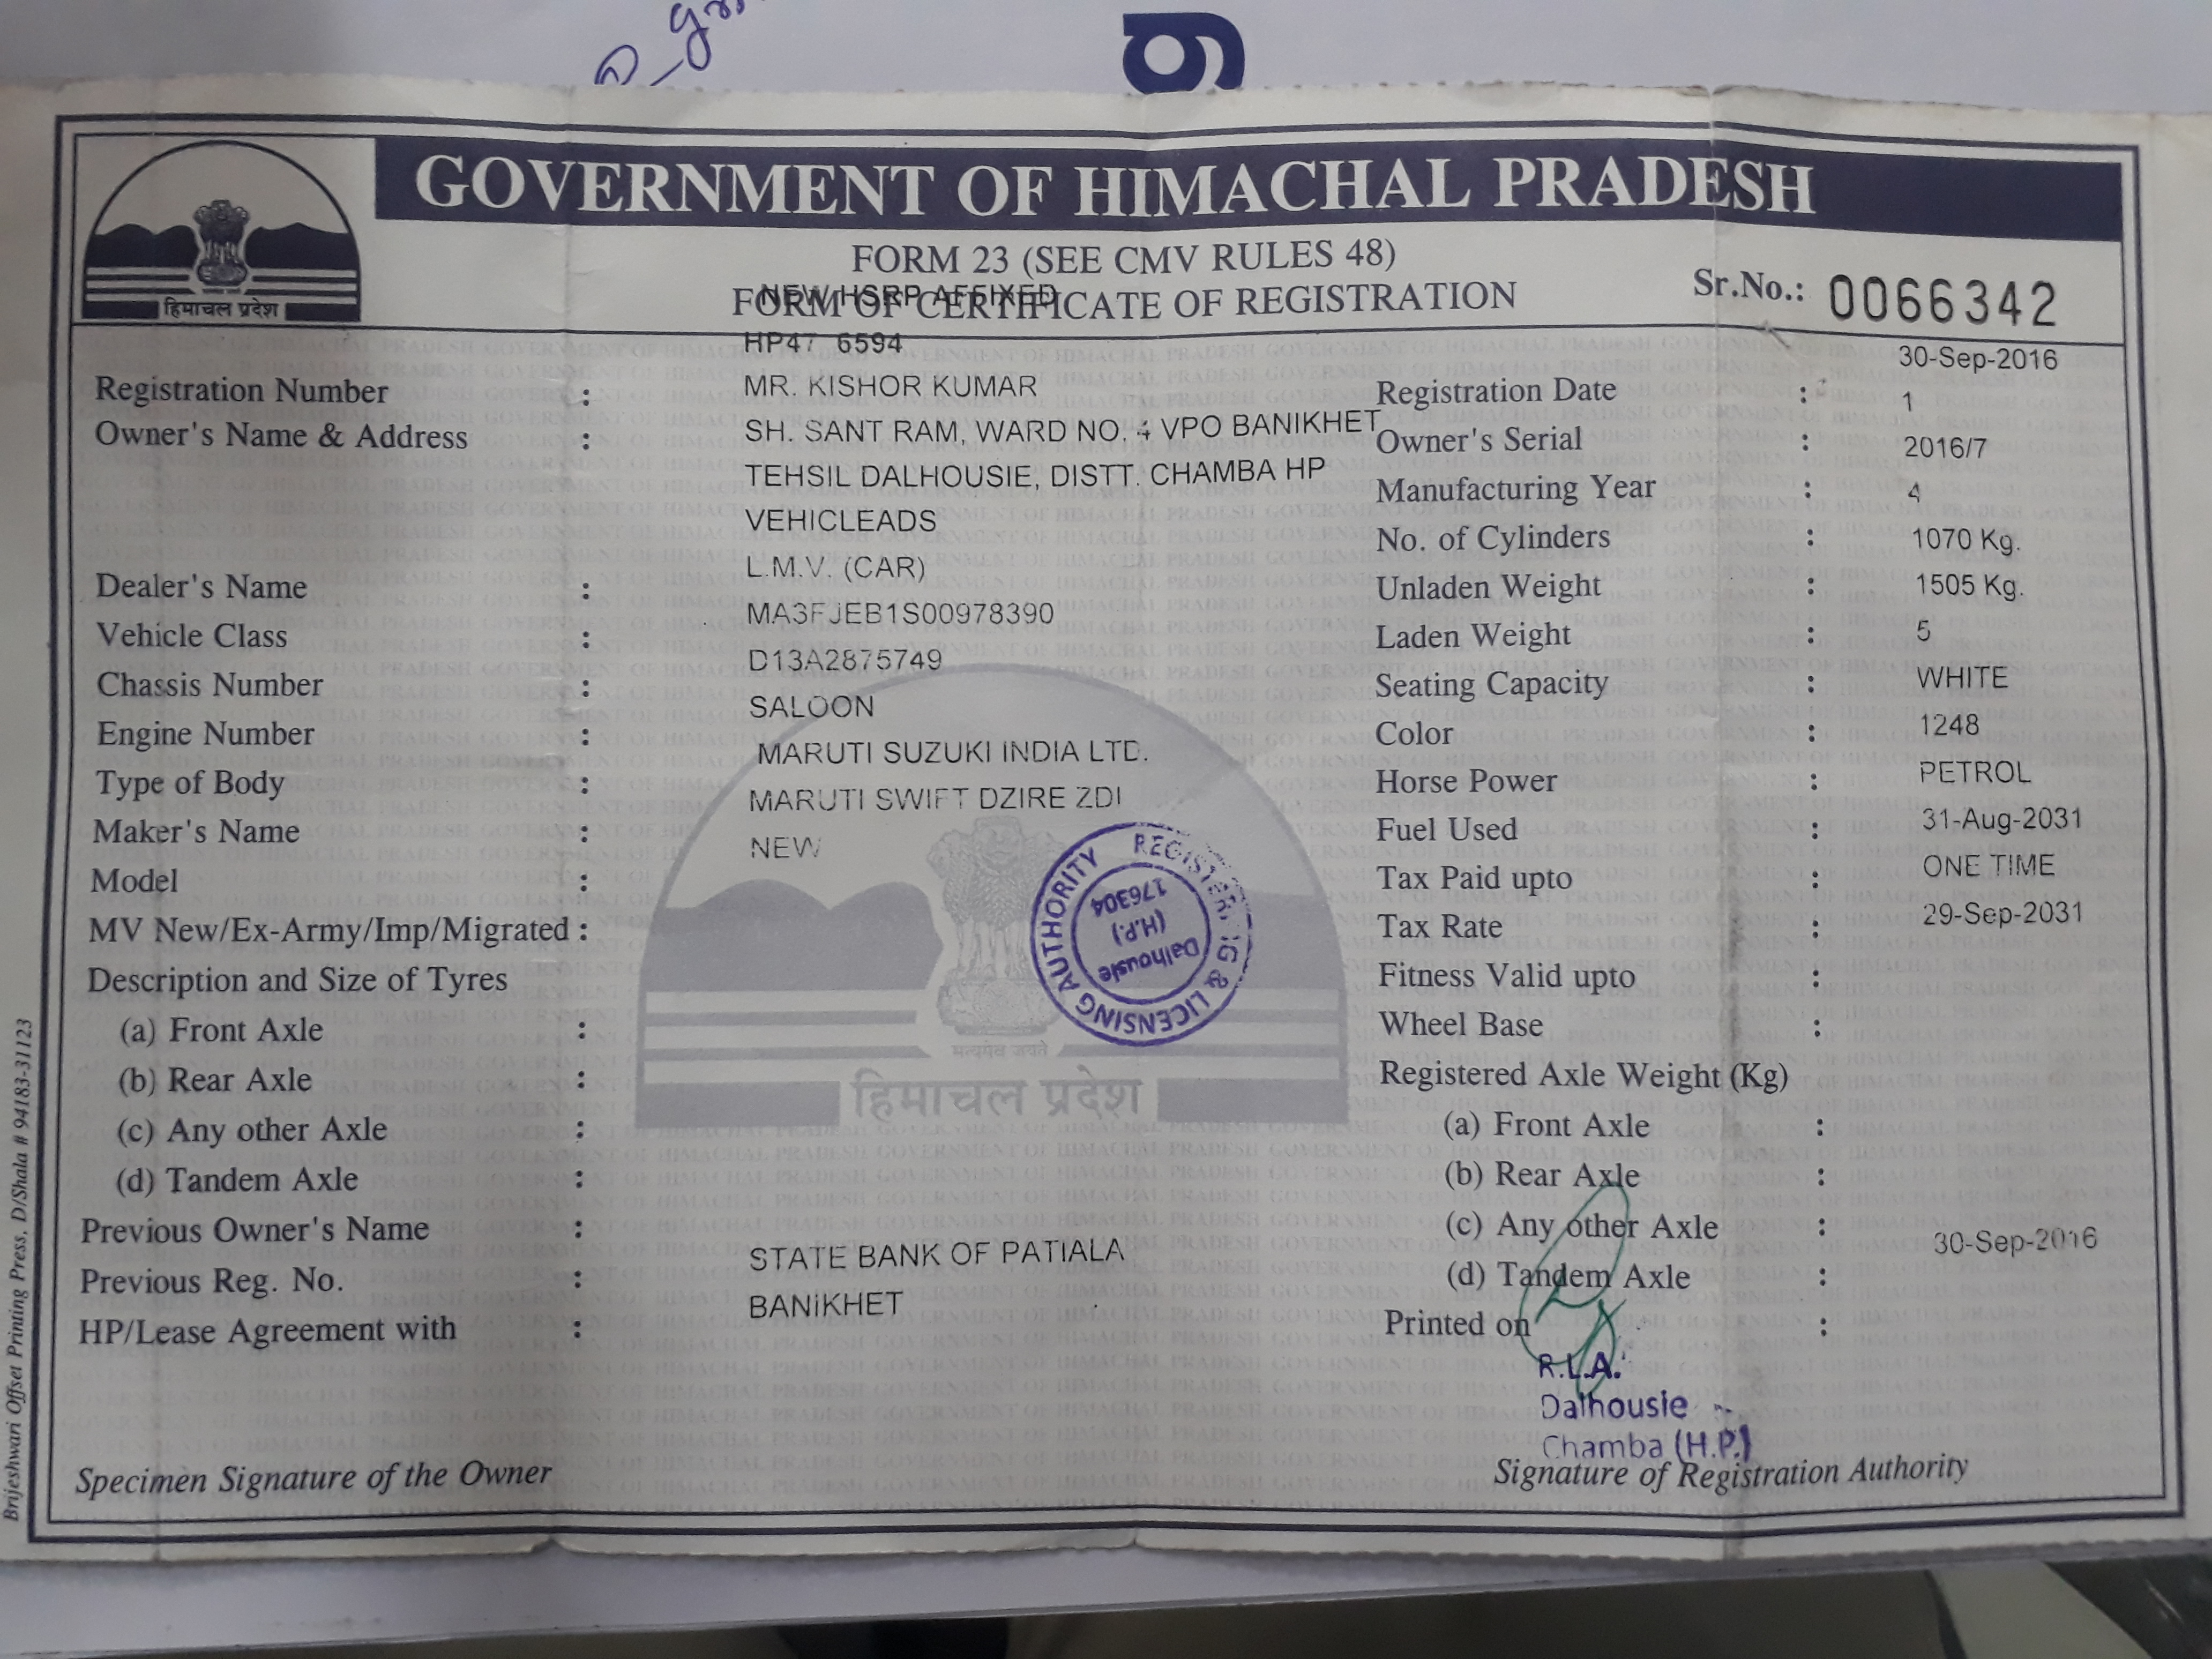 GOVERNMENT OF HIMACHAL PRADESH
हिमाचल प्रदेश
FORM 23 (SEE CMV RULES 48)
FORM OF CERTIFICATE OF REGISTRATION
NEW HSRP AFFIXED
Sr.No.: 0066342
HP47 6594
30-Sep-2016
Registration Number :
MR. KISHOR KUMAR
Registration Date :
1
Owner's Name & Address :
SH. SANT RAM, WARD NO. 4 VPO BANIKHET
Owner's Serial :
2016/7
TEHSIL DALHOUSIE, DISTT. CHAMBA HP
Manufacturing Year :
4
VEHICLEADS
No. of Cylinders :
1070 Kg.
Dealer's Name :
L.M.V. (CAR)
Unladen Weight :
1505 Kg.
Vehicle Class :
MA3FJEB1S00978390
Laden Weight :
5
Chassis Number :
D13A2875749
Seating Capacity :
WHITE
Engine Number :
SALOON
Color :
1248
Type of Body :
MARUTI SUZUKI INDIA LTD.
Horse Power :
PETROL
Maker's Name :
MARUTI SWIFT DZIRE ZDI
Fuel Used :
31-Aug-2031
Model :
NEW
Tax Paid upto :
ONE TIME
MV New/Ex-Army/Imp/Migrated :
Tax Rate :
29-Sep-2031
Description and Size of Tyres
Fitness Valid upto :
(a) Front Axle :
Wheel Base :
(b) Rear Axle :
Registered Axle Weight (Kg)
(c) Any other Axle :
(a) Front Axle :
(d) Tandem Axle :
(b) Rear Axle :
Previous Owner's Name :
(c) Any other Axle :
STATE BANK OF PATIALA
30-Sep-2016
Previous Reg. No. :
(d) Tandem Axle :
BANIKHET
HP/Lease Agreement with :
Printed on :
REGISTERING & LICENSING AUTHORITY
Dalhousie
(H.P.)
176304
सत्यमेव जयते
हिमाचल प्रदेश
R.L.A.
Dalhousie
Chamba (H.P.)
Specimen Signature of the Owner
Signature of Registration Authority
Brijeshwari Offset Printing Press, D/Shala # 94183-31123